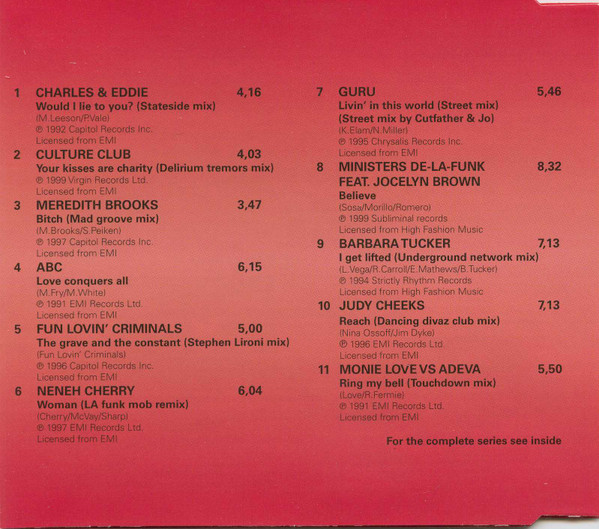 1 CHARLES & EDDIE 4,16
Would I lie to you? (Stateside mix)
(M.Leeson/P.Vale)
℗ 1992 Capitol Records Inc.
Licensed from EMI
2 CULTURE CLUB 4,03
Your kisses are charity (Delirium tremors mix)
℗ 1999 Virgin Records Ltd.
Licensed from EMI
3 MEREDITH BROOKS 3,47
Bitch (Mad groove mix)
(M.Brooks/S.Peiken)
℗ 1997 Capitol Records Inc.
Licensed from EMI
4 ABC 6,15
Love conquers all
(M.Fry/M.White)
℗ 1991 EMI Records Ltd.
Licensed from EMI
5 FUN LOVIN' CRIMINALS 5,00
The grave and the constant (Stephen Lironi mix)
(Fun Lovin' Criminals)
℗ 1996 Capitol Records Inc.
Licensed from EMI
6 NENEH CHERRY 6,04
Woman (LA funk mob remix)
(Cherry/McVay/Sharp)
℗ 1997 EMI Records Ltd.
Licensed from EMI
7 GURU 5,46
Livin' in this world (Street mix)
(Street mix by Cutfather & Jo)
(K.Elam/N.Miller)
℗ 1995 Chrysalis Records Inc.
Licensed from EMI
8 MINISTERS DE-LA-FUNK 8,32
FEAT. JOCELYN BROWN
Believe
(Sosa/Morillo/Romero)
℗ 1999 Subliminal records
Licensed from High Fashion Music
9 BARBARA TUCKER 7,13
I get lifted (Underground network mix)
(L.Vega/R.Carroll/E.Mathews/B.Tucker)
℗ 1994 Strictly Rhythm Records
Licensed from High Fashion Music
10 JUDY CHEEKS 7,13
Reach (Dancing divaz club mix)
(Nina Ossoff/Jim Dyke)
℗ 1996 EMI Records Ltd.
Licensed from EMI
11 MONIE LOVE VS ADEVA 5,50
Ring my bell (Touchdown mix)
(Love/R.Fermie)
℗ 1991 EMI Records Ltd.
Licensed from EMI
For the complete series see inside